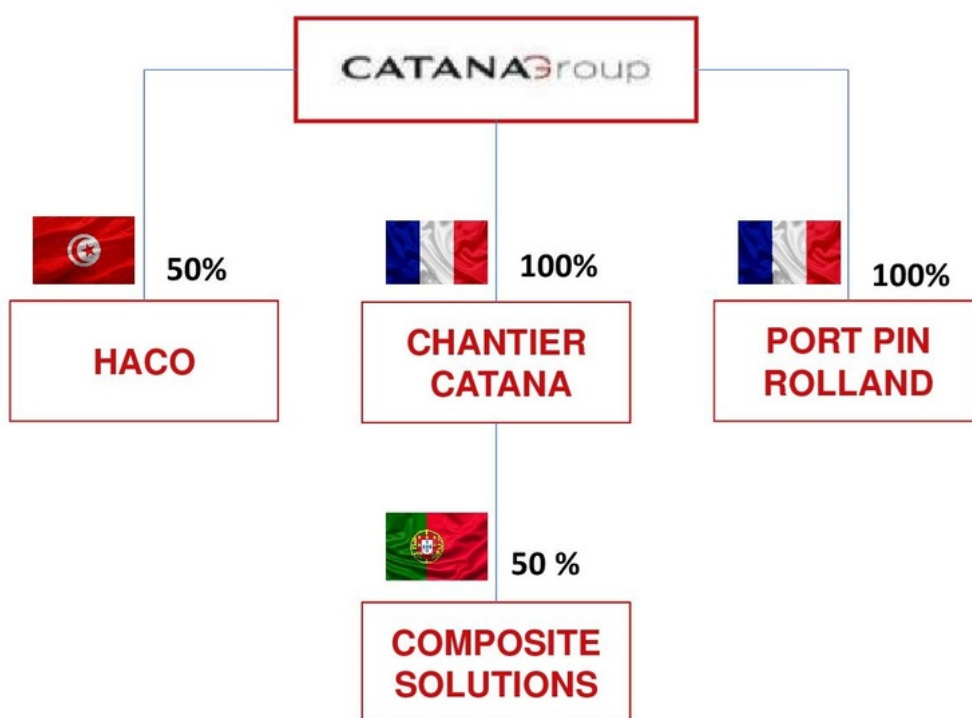 CATANAGroup
50%
100%
100%
HACO
CHANTIER
CATANA
PORT PIN
ROLLAND
50 %
COMPOSITE
SOLUTIONS